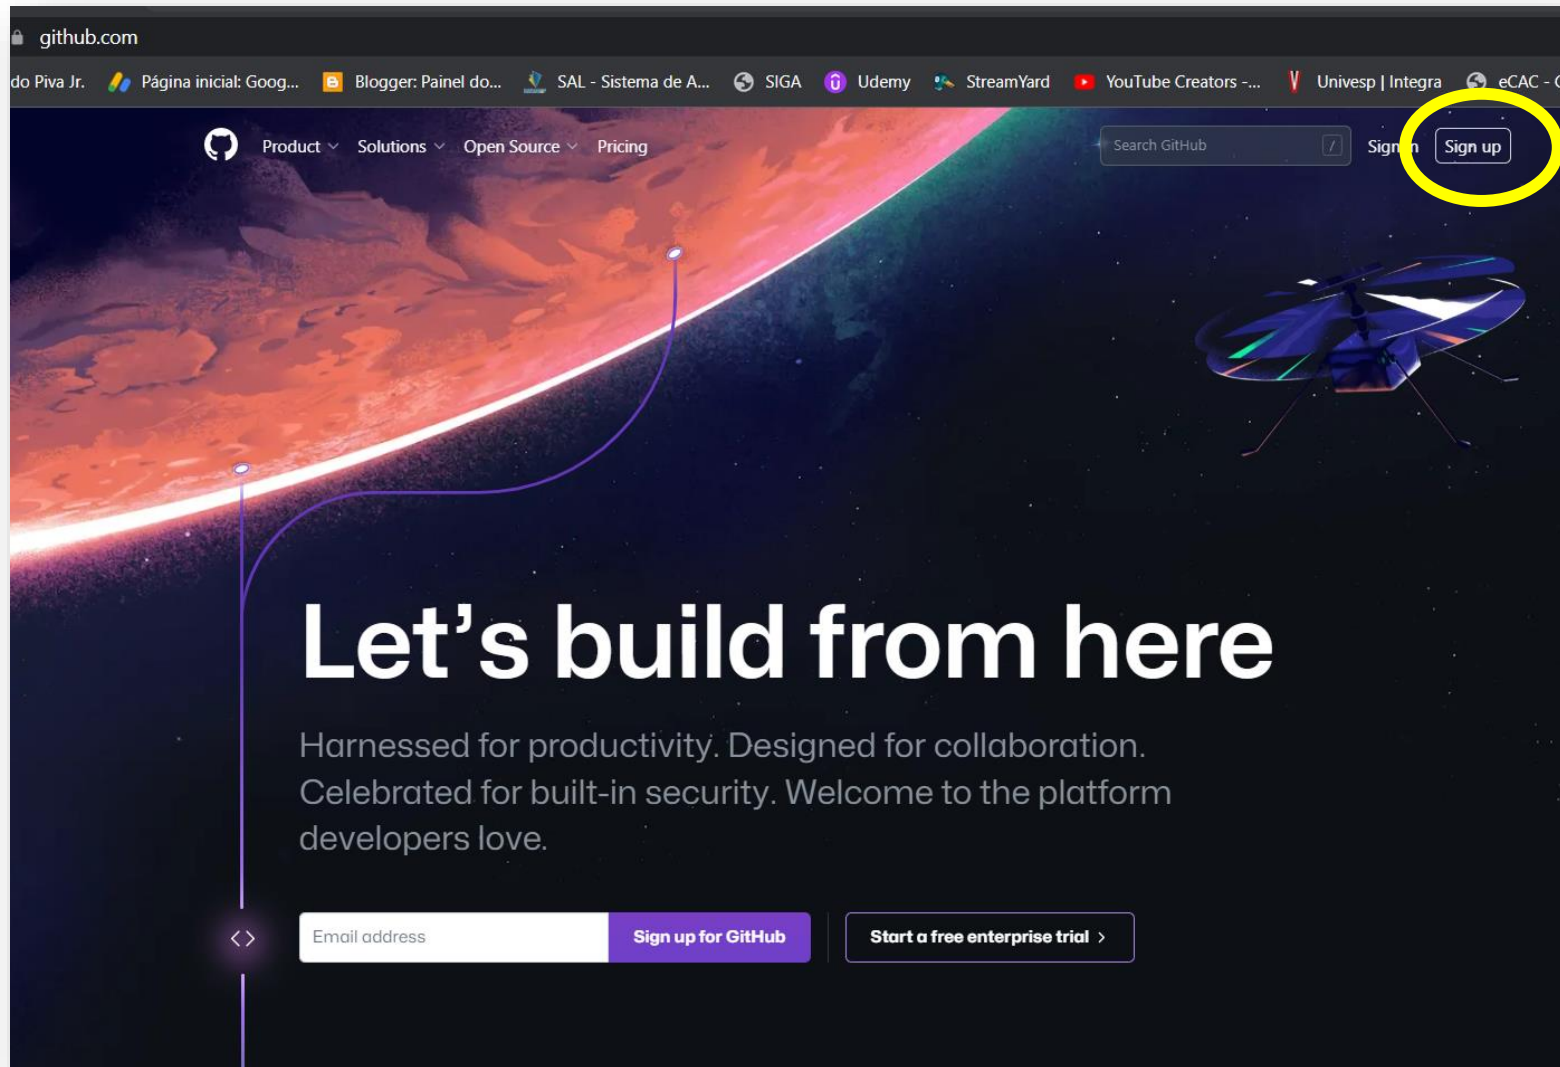 github.com
do Piva Jr. Página inicial: Goog... Blogger: Painel do... SAL - Sistema de A... SIGA Udemy StreamYard YouTube Creators -... Univesp | Integra eCAC -
Product Solutions Open Source Pricing Search GitHub / Sign in Sign up
Let's build from here
Harnessed for productivity. Designed for collaboration.
Celebrated for built-in security. Welcome to the platform
developers love.
Email address Sign up for GitHub Start a free enterprise trial >